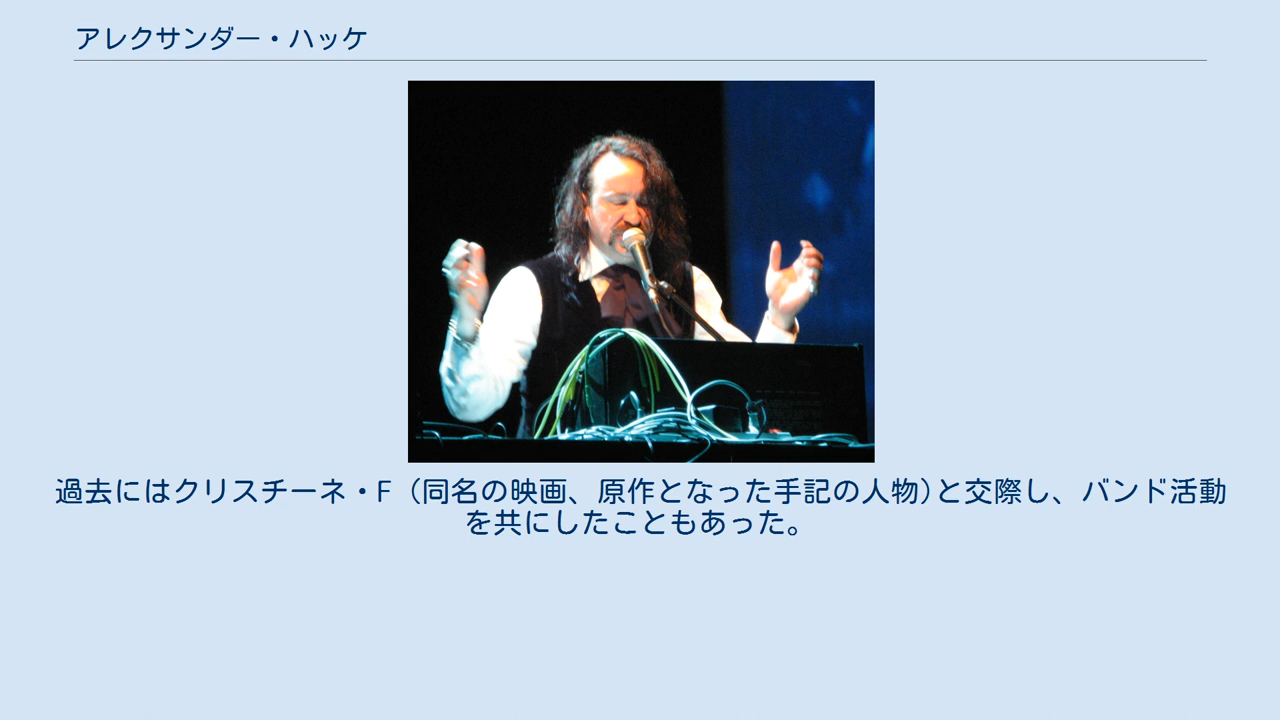 アレクサンダー・ハッケ
過去にはクリスチーネ・F（同名の映画、原作となった手記の人物）と交際し、バンド活動
を共にしたこともあった。